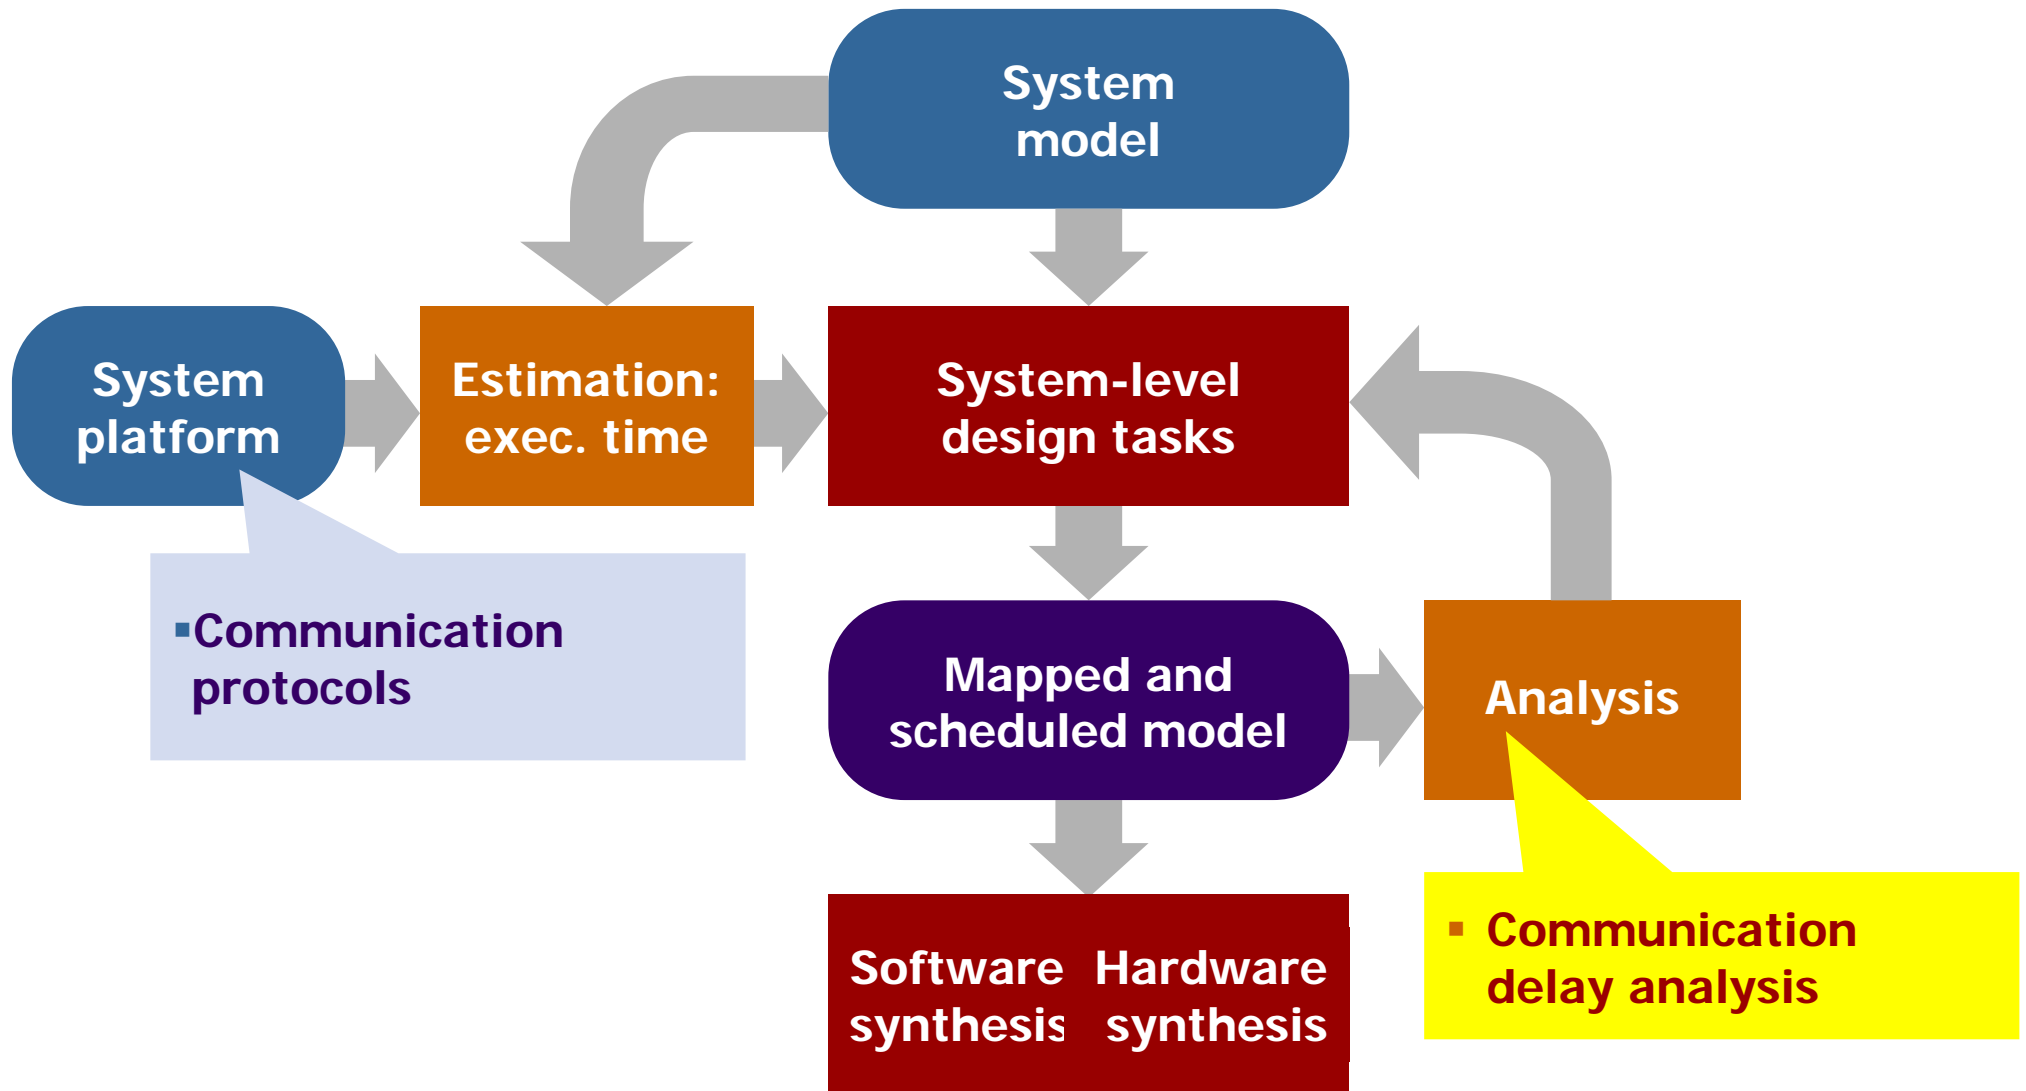 System
model
System
platform
Estimation:
exec. time
System-level
design tasks
▪Communication
protocols
Mapped and
scheduled model
Analysis
Software
synthesis
Hardware
synthesis
▪ Communication
delay analysis